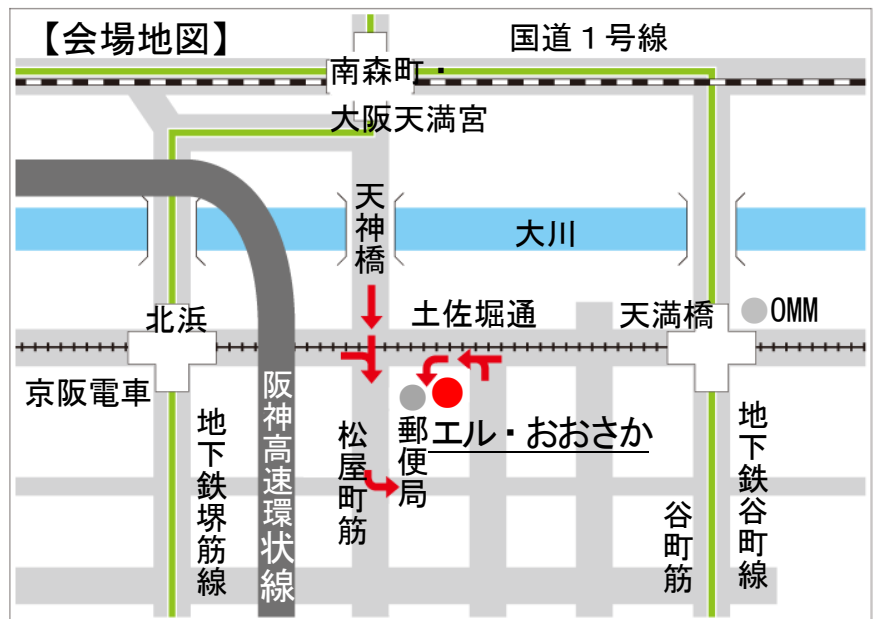 【会場地図】
国道１号線
南森町・
大阪天満宮
天神橋
大川
北浜
土佐堀通
天満橋
OMM
京阪電車
エル・おおさか
郵便局
松屋町筋
阪神高速環状線
地下鉄堺筋線
谷町筋
地下鉄谷町線